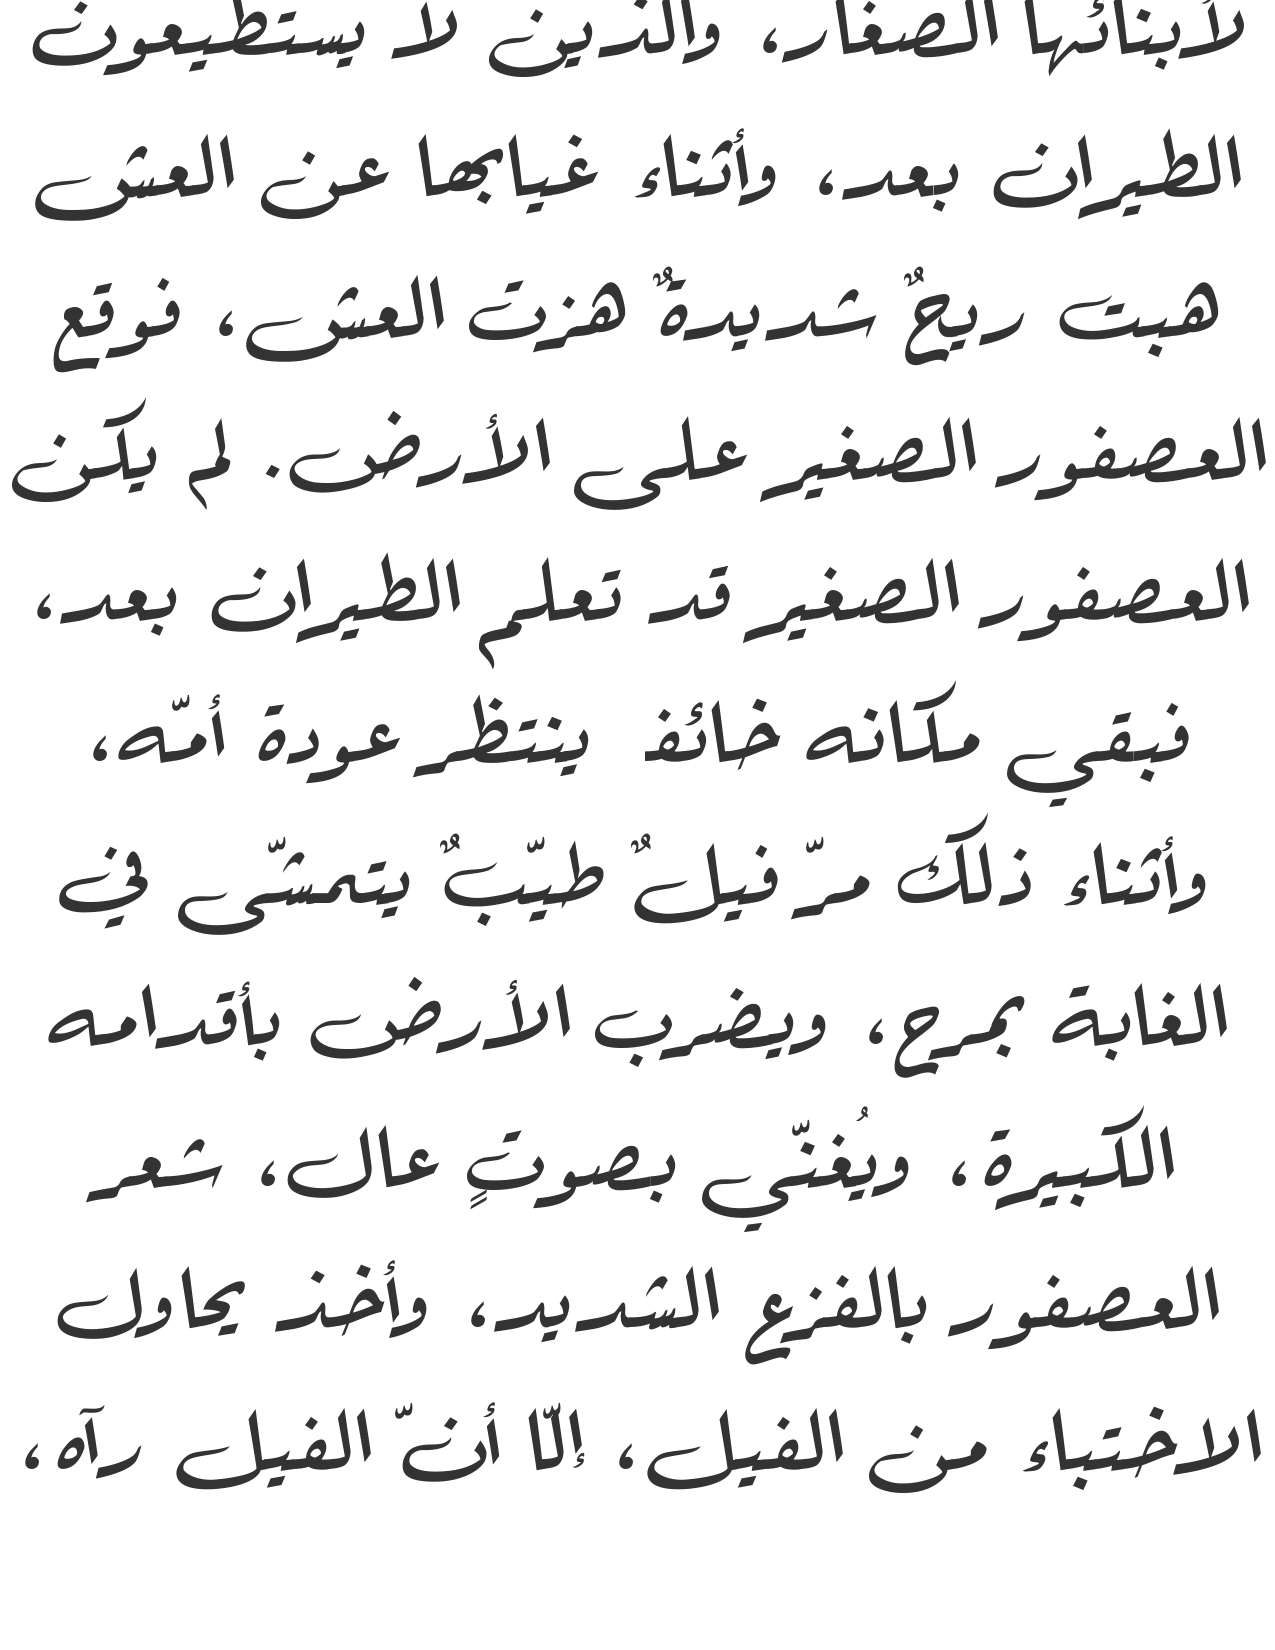 لأبنائها الصغار، والذين لا يستطيعون
الطيران بعد، وأثناء غيابها عن العش
هبت ريحٌ شديدةٌ هزت العش، فوقع
العصفور الصغير على الأرض. لم يكن
العصفور الصغير قد تعلم الطيران بعد،
فبقي مكانه خائفـ ينتظر عودة أمّه،
وأثناء ذلك مرّ فيلٌ طيّبٌ يتمشّى في
الغابة بمرح، ويضرب الأرض بأقدامه
الكبيرة، ويُغنّي بصوتٍ عال، شعر
العصفور بالفزع الشديد، وأخذ يحاول
الاختباء من الفيل، إلّا أنّ الفيل رآه،